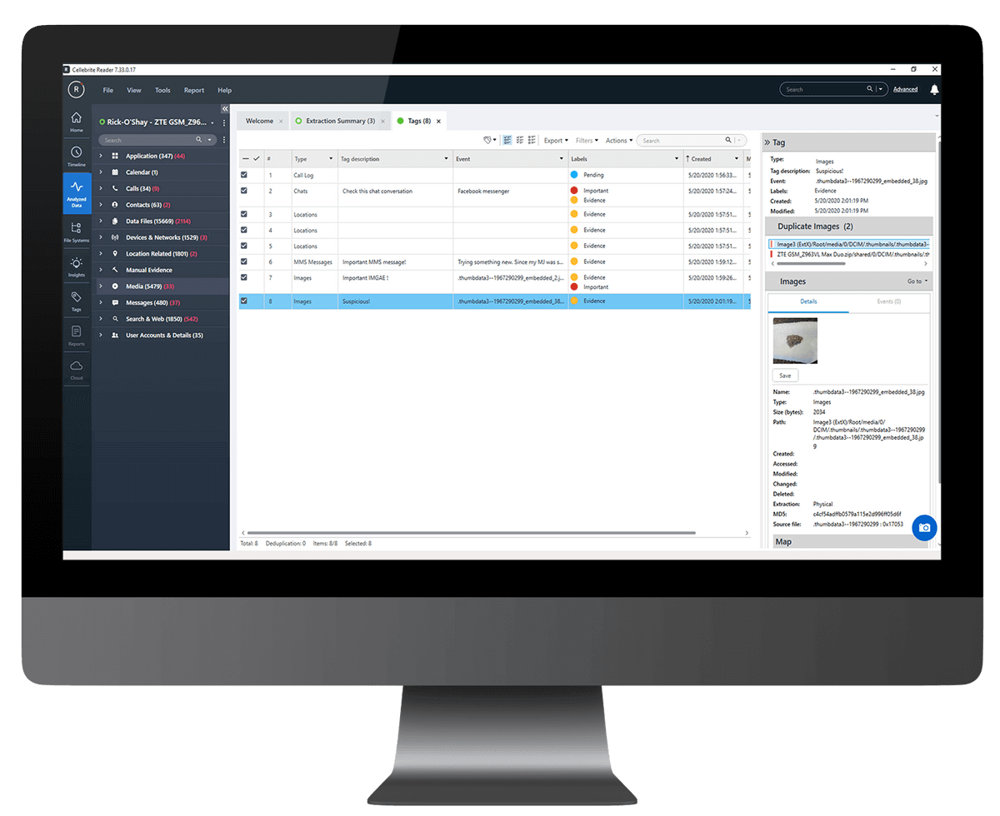 R Cellebrite Reader 7.33.0.17
R File View Tools Report Help Search Advanced
Home
Timeline
Analyzed
Data
File Systems
Insights
Tags
Reports
Cloud
Rick-O'Shay - ZTE GSM_Z96...
Search
Application (347) (44)
Calendar (1)
Calls (34) (9)
Contacts (63) (2)
Data Files (15669) (2114)
Devices & Networks (1529) (3)
Location Related (1801) (2)
Manual Evidence
Media (5479) (33)
Messages (480) (37)
Search & Web (1850) (542)
User Accounts & Details (35)
Welcome Extraction Summary (3) Tags (8)
Export Filters Actions Search
# Type Tag description Event Labels Created M
1 Call Log Pending 5/20/2020 1:56:33... 5
2 Chats Check this chat conversation Facebook messenger Important 5/20/2020 1:57:24... 5
Evidence
3 Locations Evidence 5/20/2020 1:57:51... 5
4 Locations Evidence 5/20/2020 1:57:51... 5
5 Locations Evidence 5/20/2020 1:57:51... 5
6 MMS Messages Important MMS message! Trying something new. Since my MJ was s... Evidence 5/20/2020 1:59:12... 5
7 Images Important IMGAE ! .thumbdata3--1967290299_embedded_2.j... Evidence 5/20/2020 1:59:26... 5
Important
8 Images Suspicious! .thumbdata3--1967290299_embedded_38... Evidence 5/20/2020 2:01:19... 5
Total: 8 Deduplication: 0 Items: 8/8 Selected: 8
Tag
Type: Images
Tag description: Suspicious!
Event: .thumbdata3--1967290299_embedded_38.jpg
Labels: Evidence
Created: 5/20/2020 2:01:19 PM
Modified: 5/20/2020 2:01:19 PM
Duplicate Images (2)
Image3 (ExtX)/Root/media/0/DCIM/.thumbnails/.thumbdata3-
ZTE GSM_Z963VL Max Duo.zip/shared/0/DCIM/.thumbnails/.th
Images Go to
Details Events (0)
Save
Name: .thumbdata3--1967290299_embedded_38.jpg
Type: Images
Size (bytes): 2034
Path: Image3 (ExtX)/Root/media/0/
DCIM/.thumbnails/.thumbdata3--1967290299
/.thumbdata3--1967290299_embedded_38.jp
g
Created:
Accessed:
Modified:
Changed:
Deleted:
Extraction: Physical
MD5: c4cf54adffb0579a115e2d996ff05d6f
Source file: .thumbdata3--1967290299 : 0x17053
Map